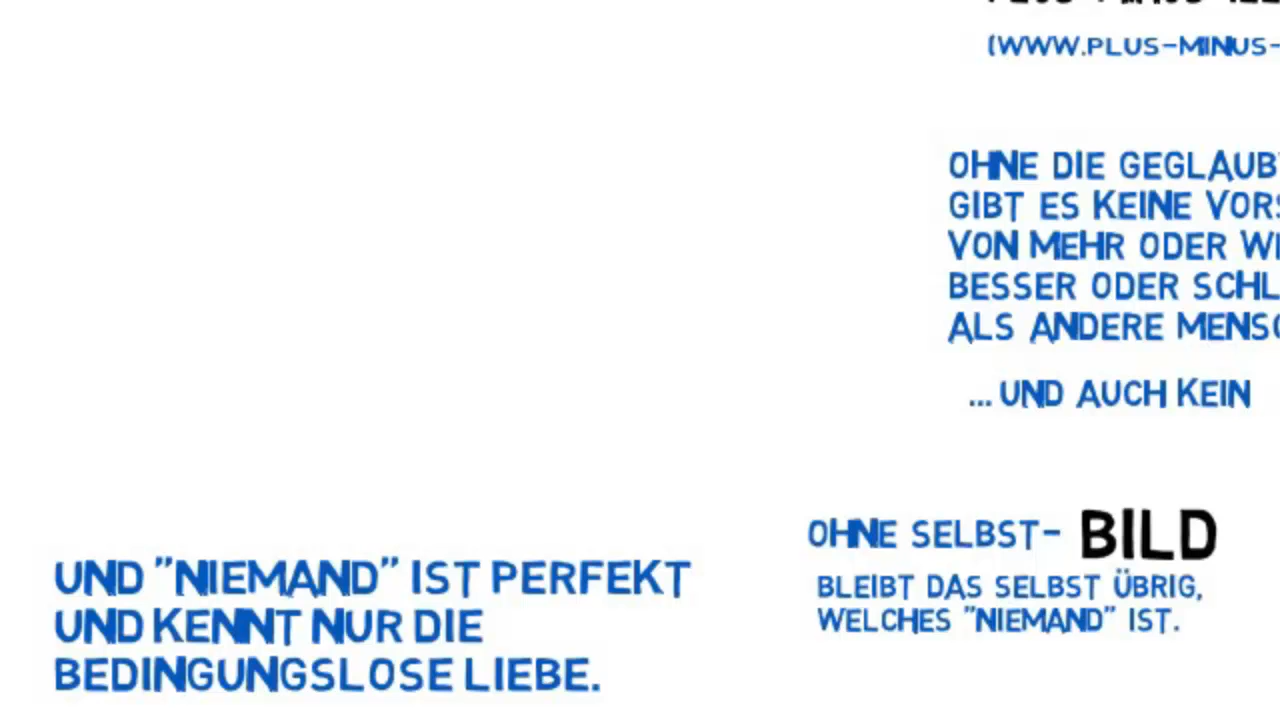 (WWW.PLUS-MINUS-
OHNE DIE GEGLAUB
GIBT ES KEINE VORS
VON MEHR ODER WE
BESSER ODER SCHL
ALS ANDERE MENSC
... UND AUCH KEIN
OHNE SELBST- BILD
BLEIBT DAS SELBST ÜBRIG,
WELCHES "NIEMAND" IST.
UND "NIEMAND" IST PERFEKT
UND KENNT NUR DIE
BEDINGUNGSLOSE LIEBE.